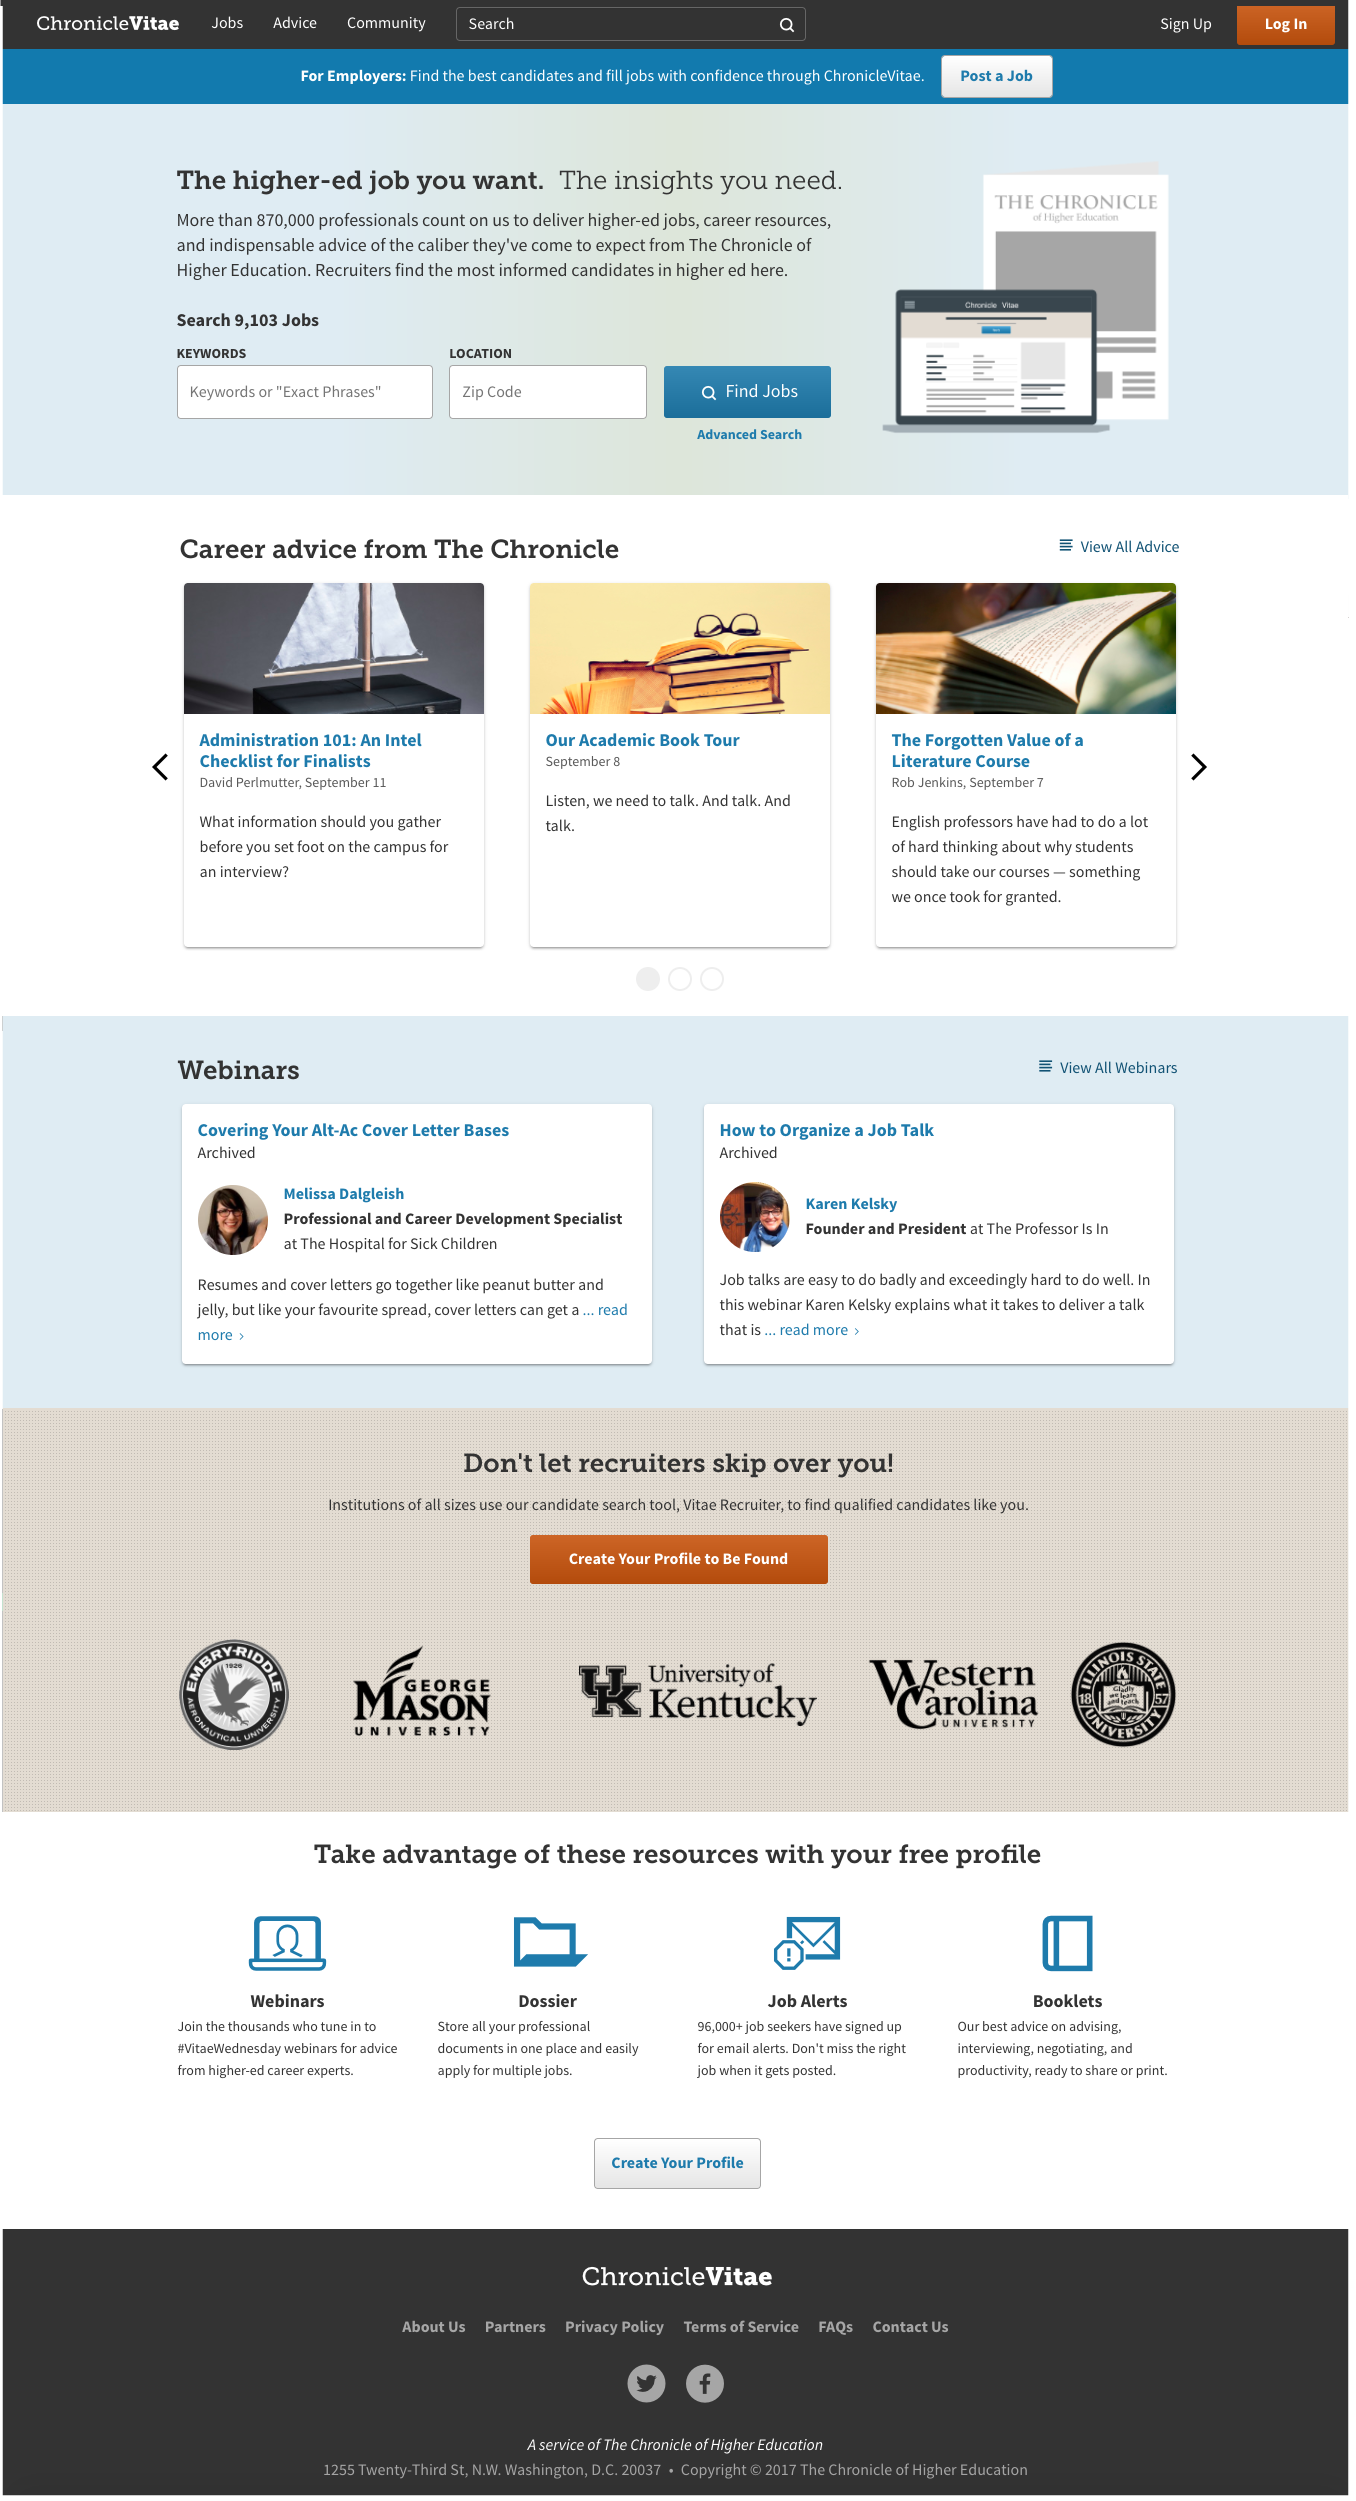 ChronicleVitae Jobs Advice Community Search Sign Up Log In
For Employers: Find the best candidates and fill jobs with confidence through ChronicleVitae. Post a Job
The higher-ed job you want. The insights you need.
More than 870,000 professionals count on us to deliver higher-ed jobs, career resources,
and indispensable advice of the caliber they've come to expect from The Chronicle of
Higher Education. Recruiters find the most informed candidates in higher ed here.
THE CHRONICLE
of Higher Education
Chronicle Vitae
Search 9,103 Jobs
KEYWORDS LOCATION
Keywords or "Exact Phrases" Zip Code Find Jobs
Advanced Search
Career advice from The Chronicle View All Advice
Administration 101: An Intel
Checklist for Finalists
David Perlmutter, September 11
What information should you gather
before you set foot on the campus for
an interview?
Our Academic Book Tour
September 8
Listen, we need to talk. And talk. And
talk.
The Forgotten Value of a
Literature Course
Rob Jenkins, September 7
English professors have had to do a lot
of hard thinking about why students
should take our courses — something
we once took for granted.
Webinars View All Webinars
Covering Your Alt-Ac Cover Letter Bases
Archived
Melissa Dalgleish
Professional and Career Development Specialist
at The Hospital for Sick Children
Resumes and cover letters go together like peanut butter and
jelly, but like your favourite spread, cover letters can get a ... read
more ›
How to Organize a Job Talk
Archived
Karen Kelsky
Founder and President at The Professor Is In
Job talks are easy to do badly and exceedingly hard to do well. In
this webinar Karen Kelsky explains what it takes to deliver a talk
that is ... read more ›
Don't let recruiters skip over you!
Institutions of all sizes use our candidate search tool, Vitae Recruiter, to find qualified candidates like you.
Create Your Profile to Be Found
EMBRY-RIDDLE
1926
AERONAUTICAL UNIVERSITY
GEORGE
MASON
UNIVERSITY
UK University of
Kentucky
Western
Carolina
UNIVERSITY
ILLINOIS STATE
18 Gladly we learn and teach 57
UNIVERSITY
Take advantage of these resources with your free profile
Webinars
Join the thousands who tune in to
#VitaeWednesday webinars for advice
from higher-ed career experts.
Dossier
Store all your professional
documents in one place and easily
apply for multiple jobs.
Job Alerts
96,000+ job seekers have signed up
for email alerts. Don't miss the right
job when it gets posted.
Booklets
Our best advice on advising,
interviewing, negotiating, and
productivity, ready to share or print.
Create Your Profile
ChronicleVitae
About Us Partners Privacy Policy Terms of Service FAQs Contact Us
A service of The Chronicle of Higher Education
1255 Twenty-Third St, N.W. Washington, D.C. 20037 • Copyright © 2017 The Chronicle of Higher Education